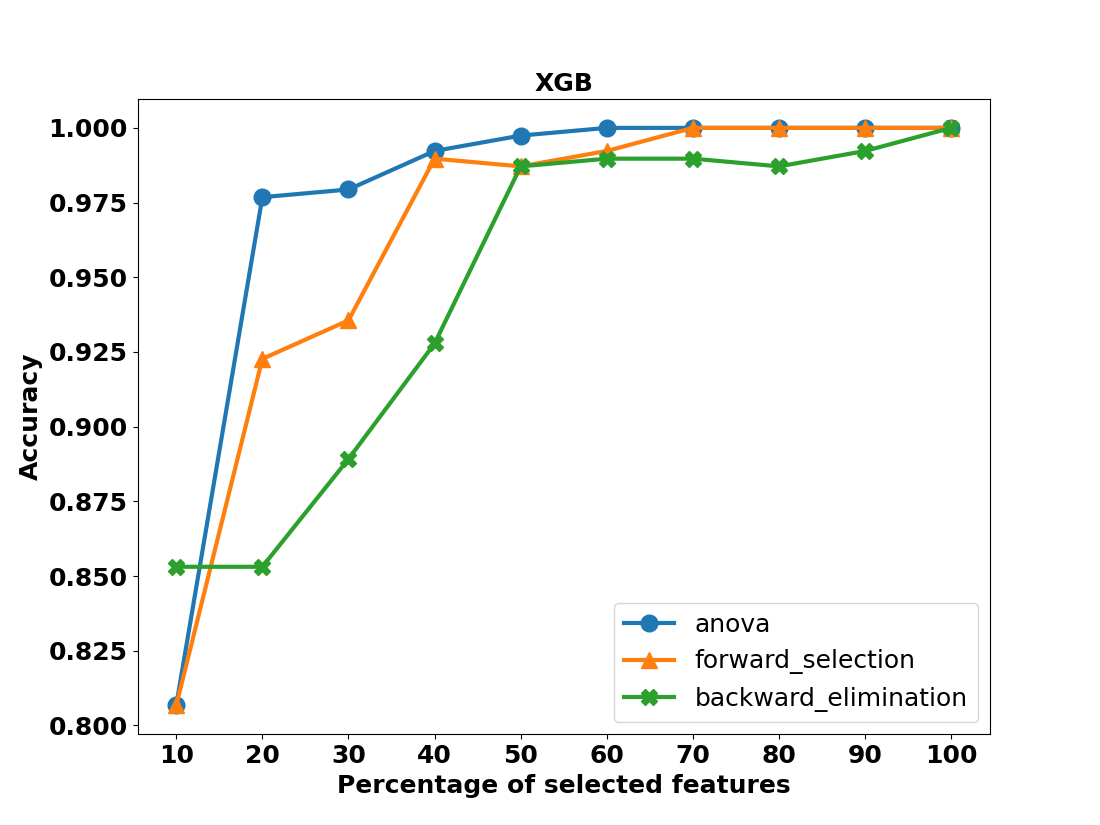 XGB
1.000
0.975
0.950
0.925
0.900
0.875
0.850
0.825
0.800
Accuracy
anova
forward_selection
backward_elimination
10 20 30 40 50 60 70 80 90 100
Percentage of selected features